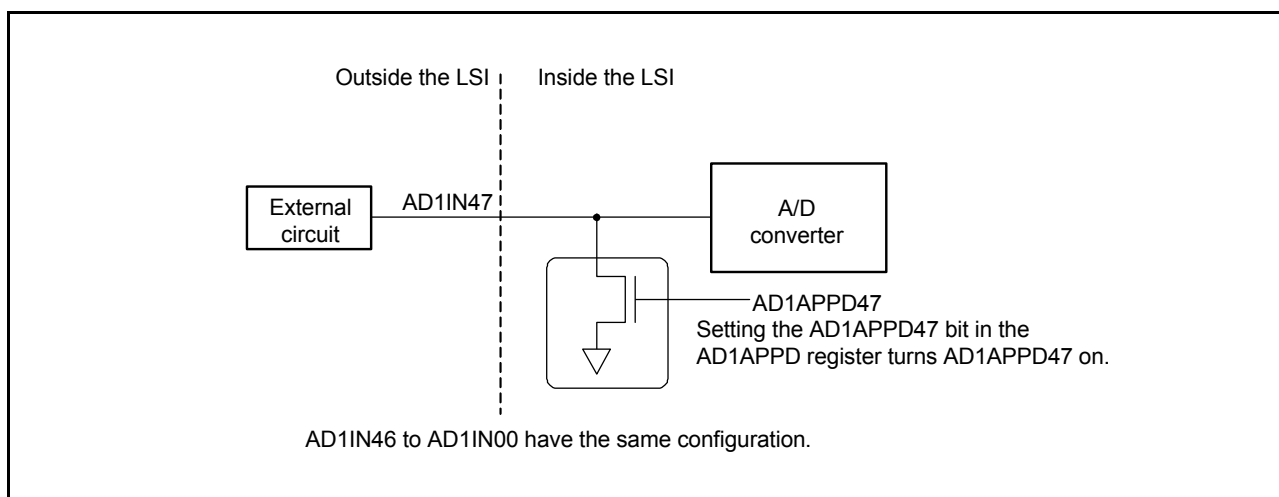 Outside the LSI
Inside the LSI
External
circuit
AD1IN47
A/D
converter
AD1APPD47
Setting the AD1APPD47 bit in the
AD1APPD register turns AD1APPD47 on.
AD1IN46 to AD1IN00 have the same configuration.